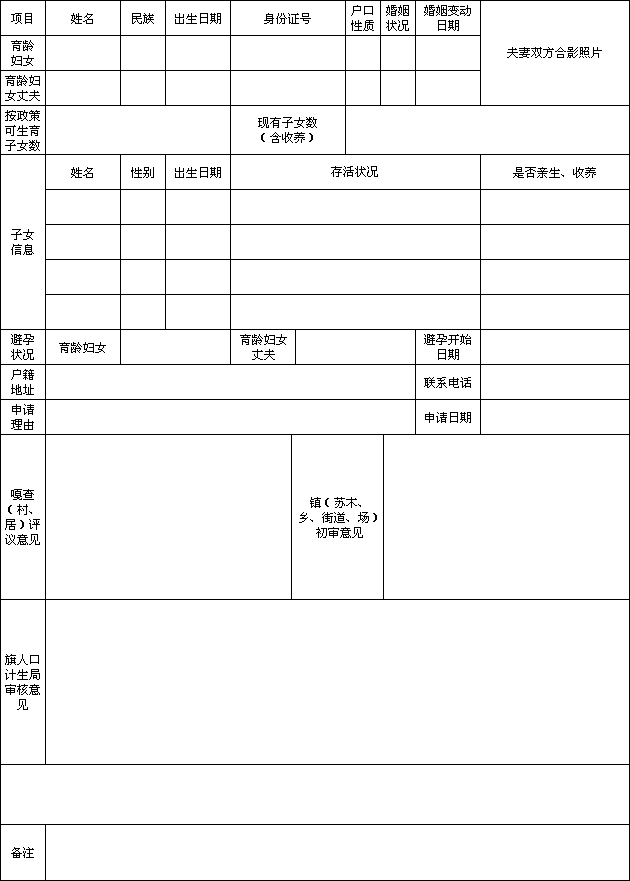 项目 姓名 民族 出生日期 身份证号 户口 婚姻 婚姻变动
性质 状况 日期
夫妻双方合影照片
育龄
妇女
育龄妇
女丈夫
按政策
可生育
子女数
现有子女数
（含收养）
子女
信息
姓名 性别 出生日期 存活状况 是否亲生、收养
避孕
状况
育龄妇女
育龄妇女
丈夫
避孕开始
日期
户籍
地址
联系电话
申请
理由
申请日期
嘎查
（村、
居）评
议意见
镇（苏木、
乡、街道、场）
初审意见
旗人口
计生局
审核意
见
备注